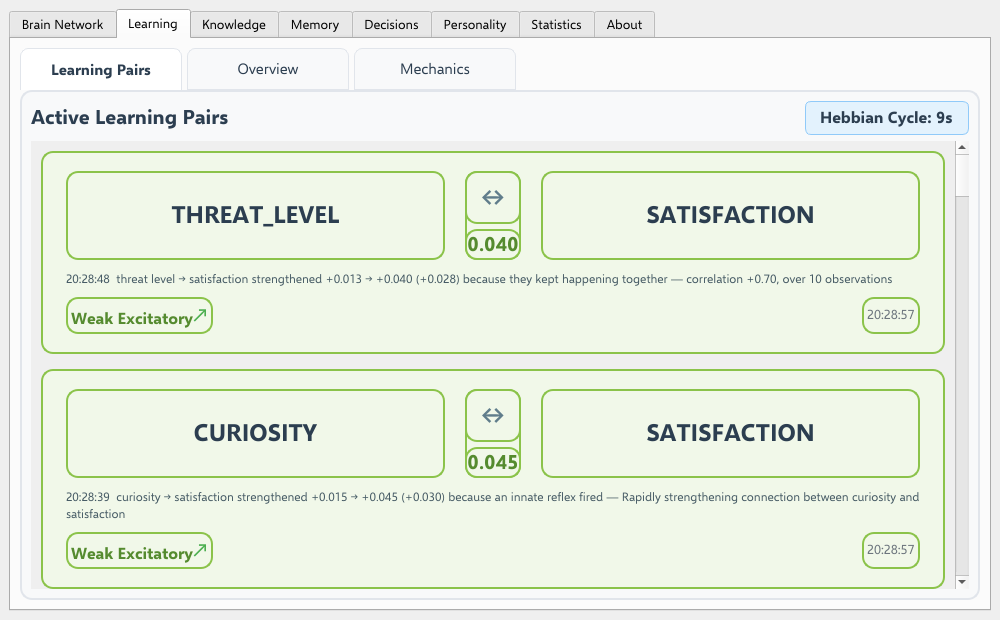 Brain Network Learning Knowledge Memory Decisions Personality Statistics About
Learning Pairs Overview Mechanics
Active Learning Pairs Hebbian Cycle: 9s
THREAT_LEVEL ↔ SATISFACTION
0.040
20:28:48 threat level → satisfaction strengthened +0.013 → +0.040 (+0.028) because they kept happening together — correlation +0.70, over 10 observations
Weak Excitatory↗ 20:28:57
CURIOSITY ↔ SATISFACTION
0.045
20:28:39 curiosity → satisfaction strengthened +0.015 → +0.045 (+0.030) because an innate reflex fired — Rapidly strengthening connection between curiosity and
satisfaction
Weak Excitatory↗ 20:28:57